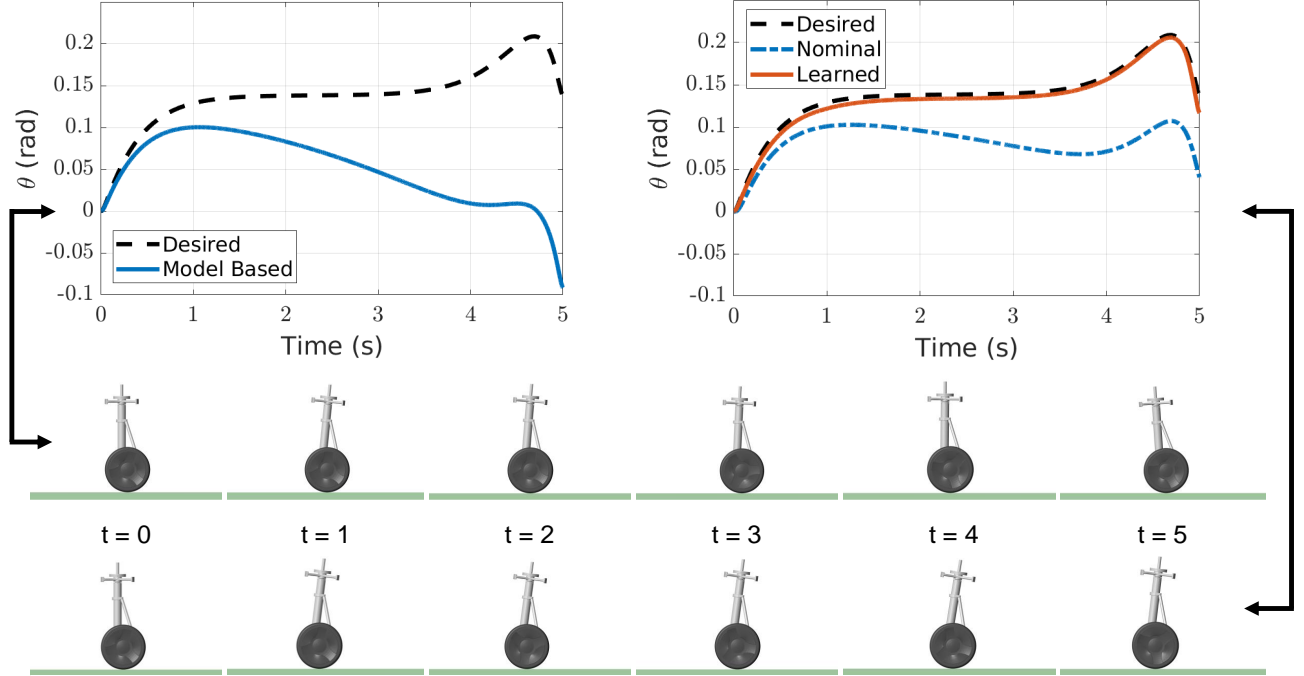 0.2
0.15
0.1
0.05
0
-0.05
-0.1
θ (rad)
Desired
Model Based
0 1 2 3 4 5
Time (s)
0.2
0.15
0.1
0.05
0
-0.05
-0.1
θ (rad)
Desired
Nominal
Learned
0 1 2 3 4 5
Time (s)
t = 0 t = 1 t = 2 t = 3 t = 4 t = 5